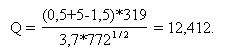 Q = (0,5+5-1,5)*319 / 3,7*772^1/2 = 12,412.